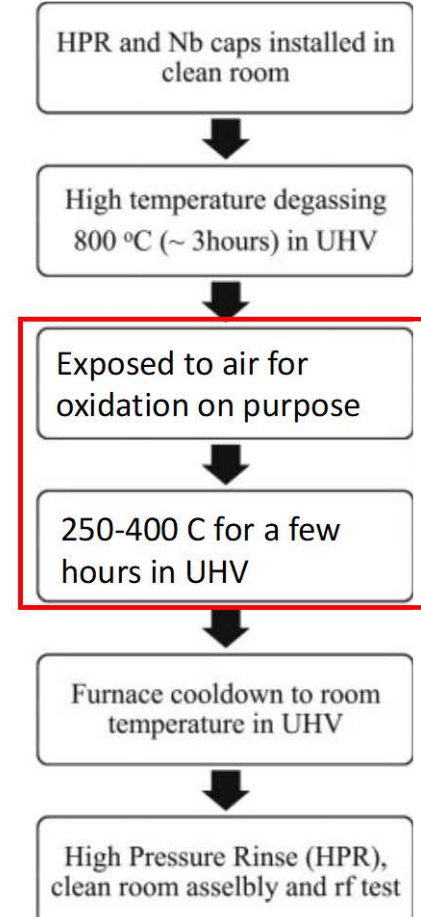 HPR and Nb caps installed in
clean room
High temperature degassing
800 ºC (~ 3hours) in UHV
Exposed to air for
oxidation on purpose
250-400 C for a few
hours in UHV
Furnace cooldown to room
temperature in UHV
High Pressure Rinse (HPR),
clean room asselbly and rf test